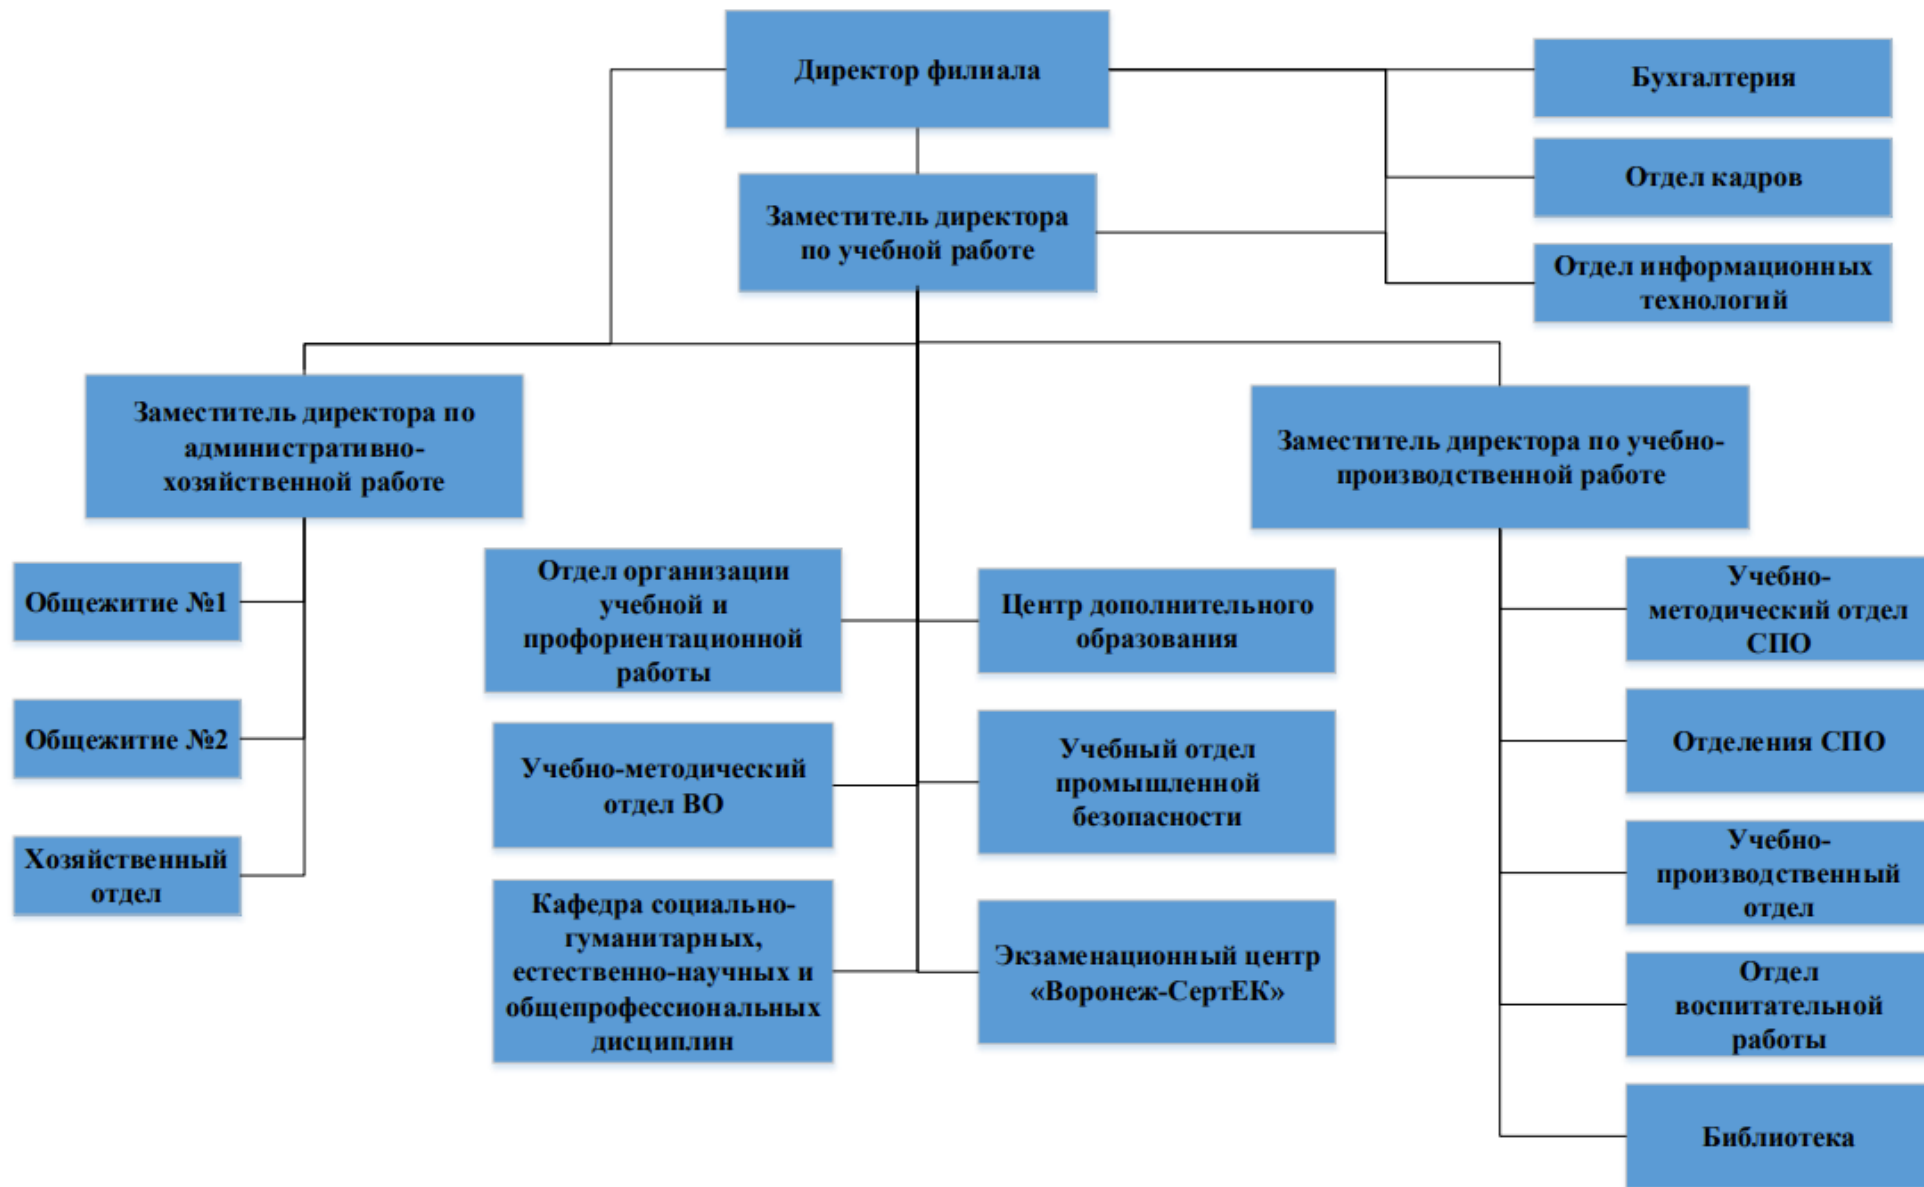 Директор филиала
Бухгалтерия
Отдел кадров
Заместитель директора
по учебной работе
Отдел информационных
технологий
Заместитель директора по
административно-
хозяйственной работе
Заместитель директора по учебно-
производственной работе
Общежитие №1
Общежитие №2
Хозяйственный
отдел
Отдел организации
учебной и
профориентационной
работы
Учебно-методический
отдел ВО
Кафедра социально-
гуманитарных,
естественно-научных и
общепрофессиональных
дисциплин
Центр дополнительного
образования
Учебный отдел
промышленной
безопасности
Экзаменационный центр
«Воронеж-СертЕК»
Учебно-
методический отдел
СПО
Отделения СПО
Учебно-
производственный
отдел
Отдел
воспитательной
работы
Библиотека